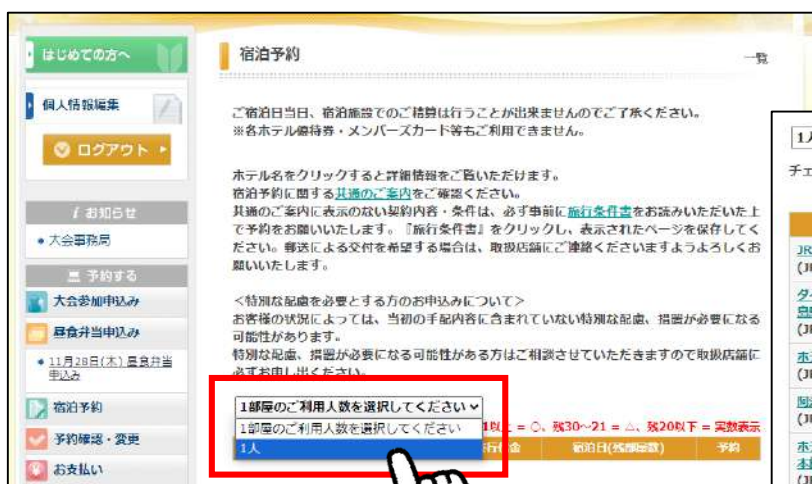 はじめての方へ
個人情報編集
ログアウト
お知らせ
大会事務局
予約する
大会参加申込み
昼食弁当申込み
11月28日(木)昼食弁当
申込み
宿泊予約
予約確認・変更
お支払い
宿泊予約
一覧
ご宿泊日当日、宿泊施設でのご精算は行うことが出来ませんのでご了承ください。
※各ホテル優待券・メンバーズカード等もご利用できません。
ホテル名をクリックすると詳細情報をご覧いただけます。
宿泊予約に関する共通のご案内をご確認ください。
共通のご案内に表示のない契約内容・条件は、必ず事前に旅行条件書をお読みいただいた上
で予約をお願いいたします。『旅行条件書』をクリックし、表示されたページを保存してく
ださい。郵送による交付を希望する場合は、取扱店舗にご連絡くださいますようよろしくお
願いいたします。
<特別な配慮を必要とする方のお申込みについて>
お客様の状況によっては、当初の手配内容に含まれていない特別な配慮、措置が必要になる
可能性があります。
特別な配慮、措置が必要になる可能性がある方はご相談させていただきますので取扱店舗に
必ずお申し出ください。
1部屋のご利用人数を選択してください
1部屋のご利用人数を選択してください
1人
1以上 = ○、残30~21 = △、残20以下 = 実数表示
宿泊日(残部屋数)
予約
1人
チェ
JR
(JR
タイ
(JR
ホテ
(JR
阿波
(JR
ホテ
(JR